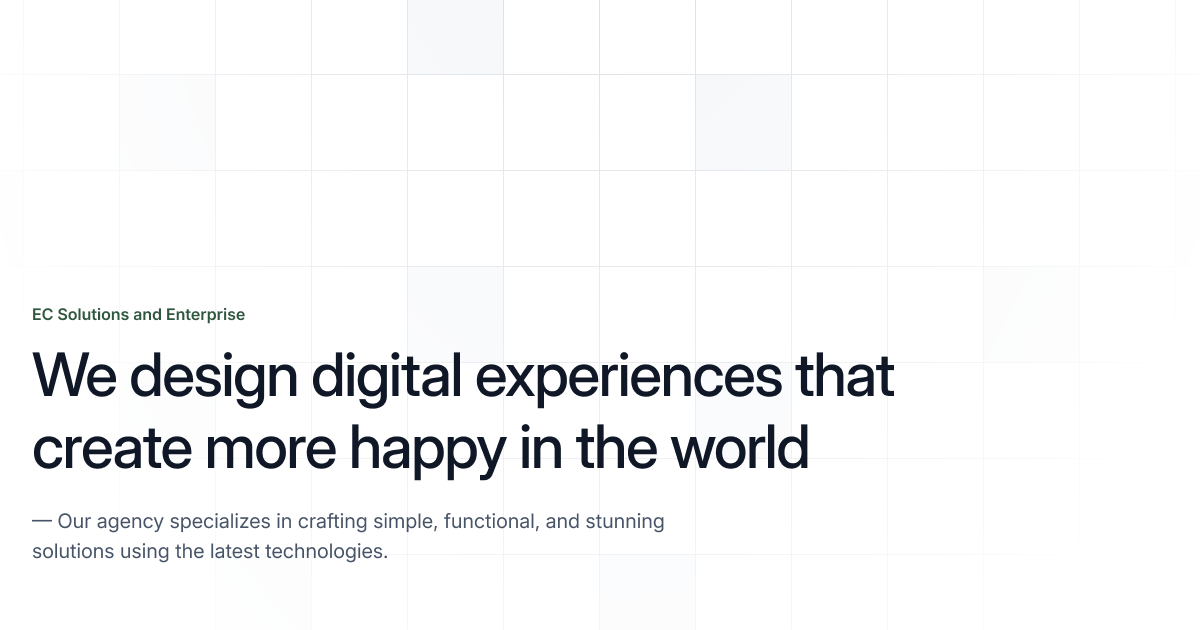 EC Solutions and Enterprise
We design digital experiences that
create more happy in the world
— Our agency specializes in crafting simple, functional, and stunning
solutions using the latest technologies.